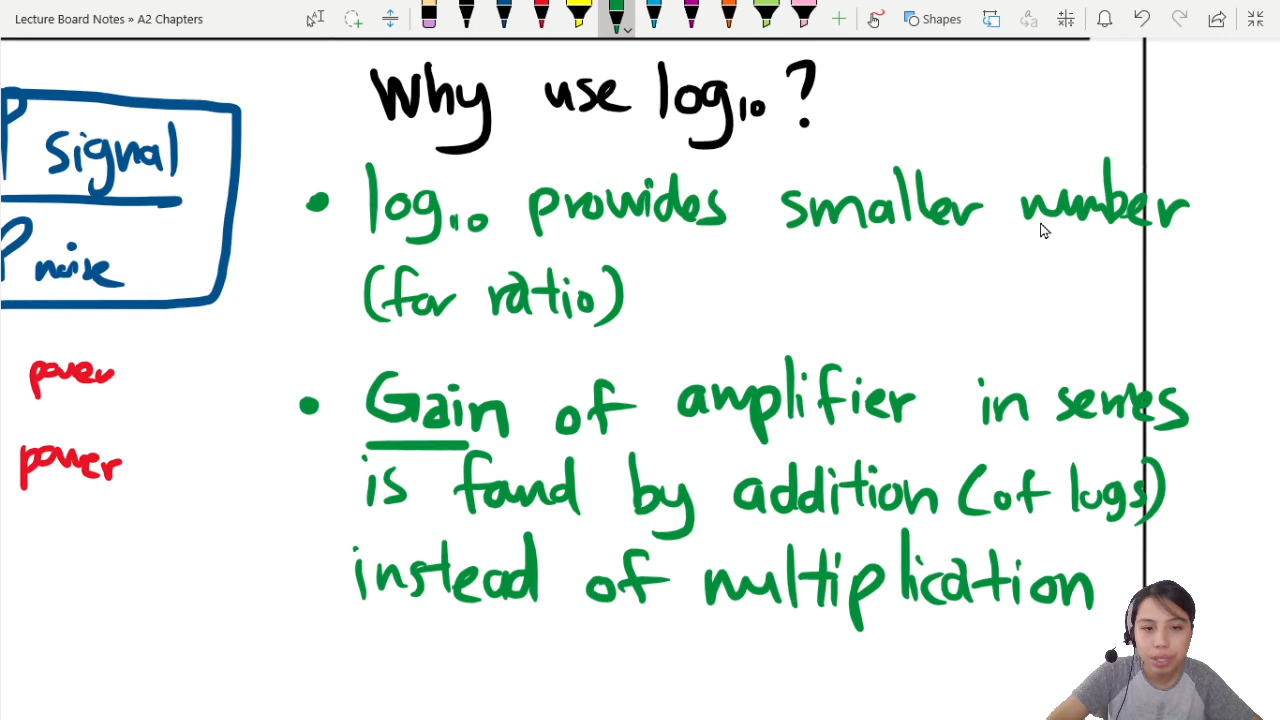 Lecture Board Notes » A2 Chapters
Shapes
Why use log₁₀?
P signal
P noise
power
power
• log₁₀ provides smaller number
(for ratio)
• Gain of amplifier in series
is found by addition (of logs)
instead of multiplication